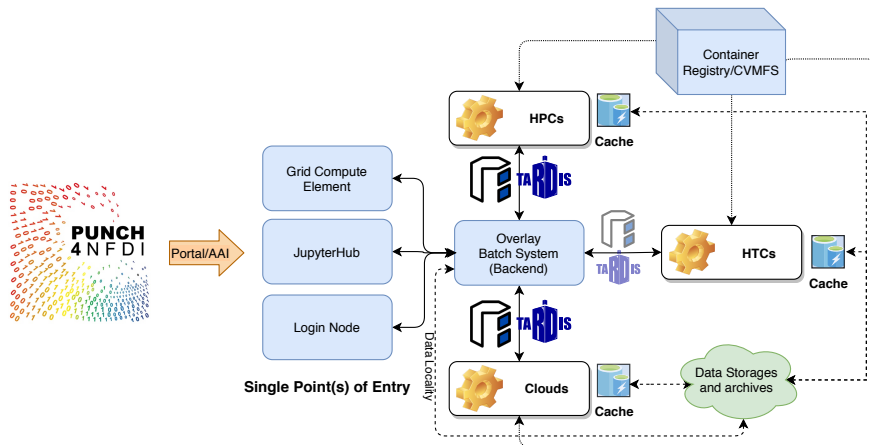 Container
Registry/CVMFS
HPCs
Cache
TARDIS
Grid Compute
Element
PUNCH
4NFDI
Portal/AAI
JupyterHub
Overlay
Batch System
(Backend)
TARDIS
HTCs
Cache
Login Node
TARDIS
Data Locality
Single Point(s) of Entry
Clouds
Cache
Data Storages
and archives